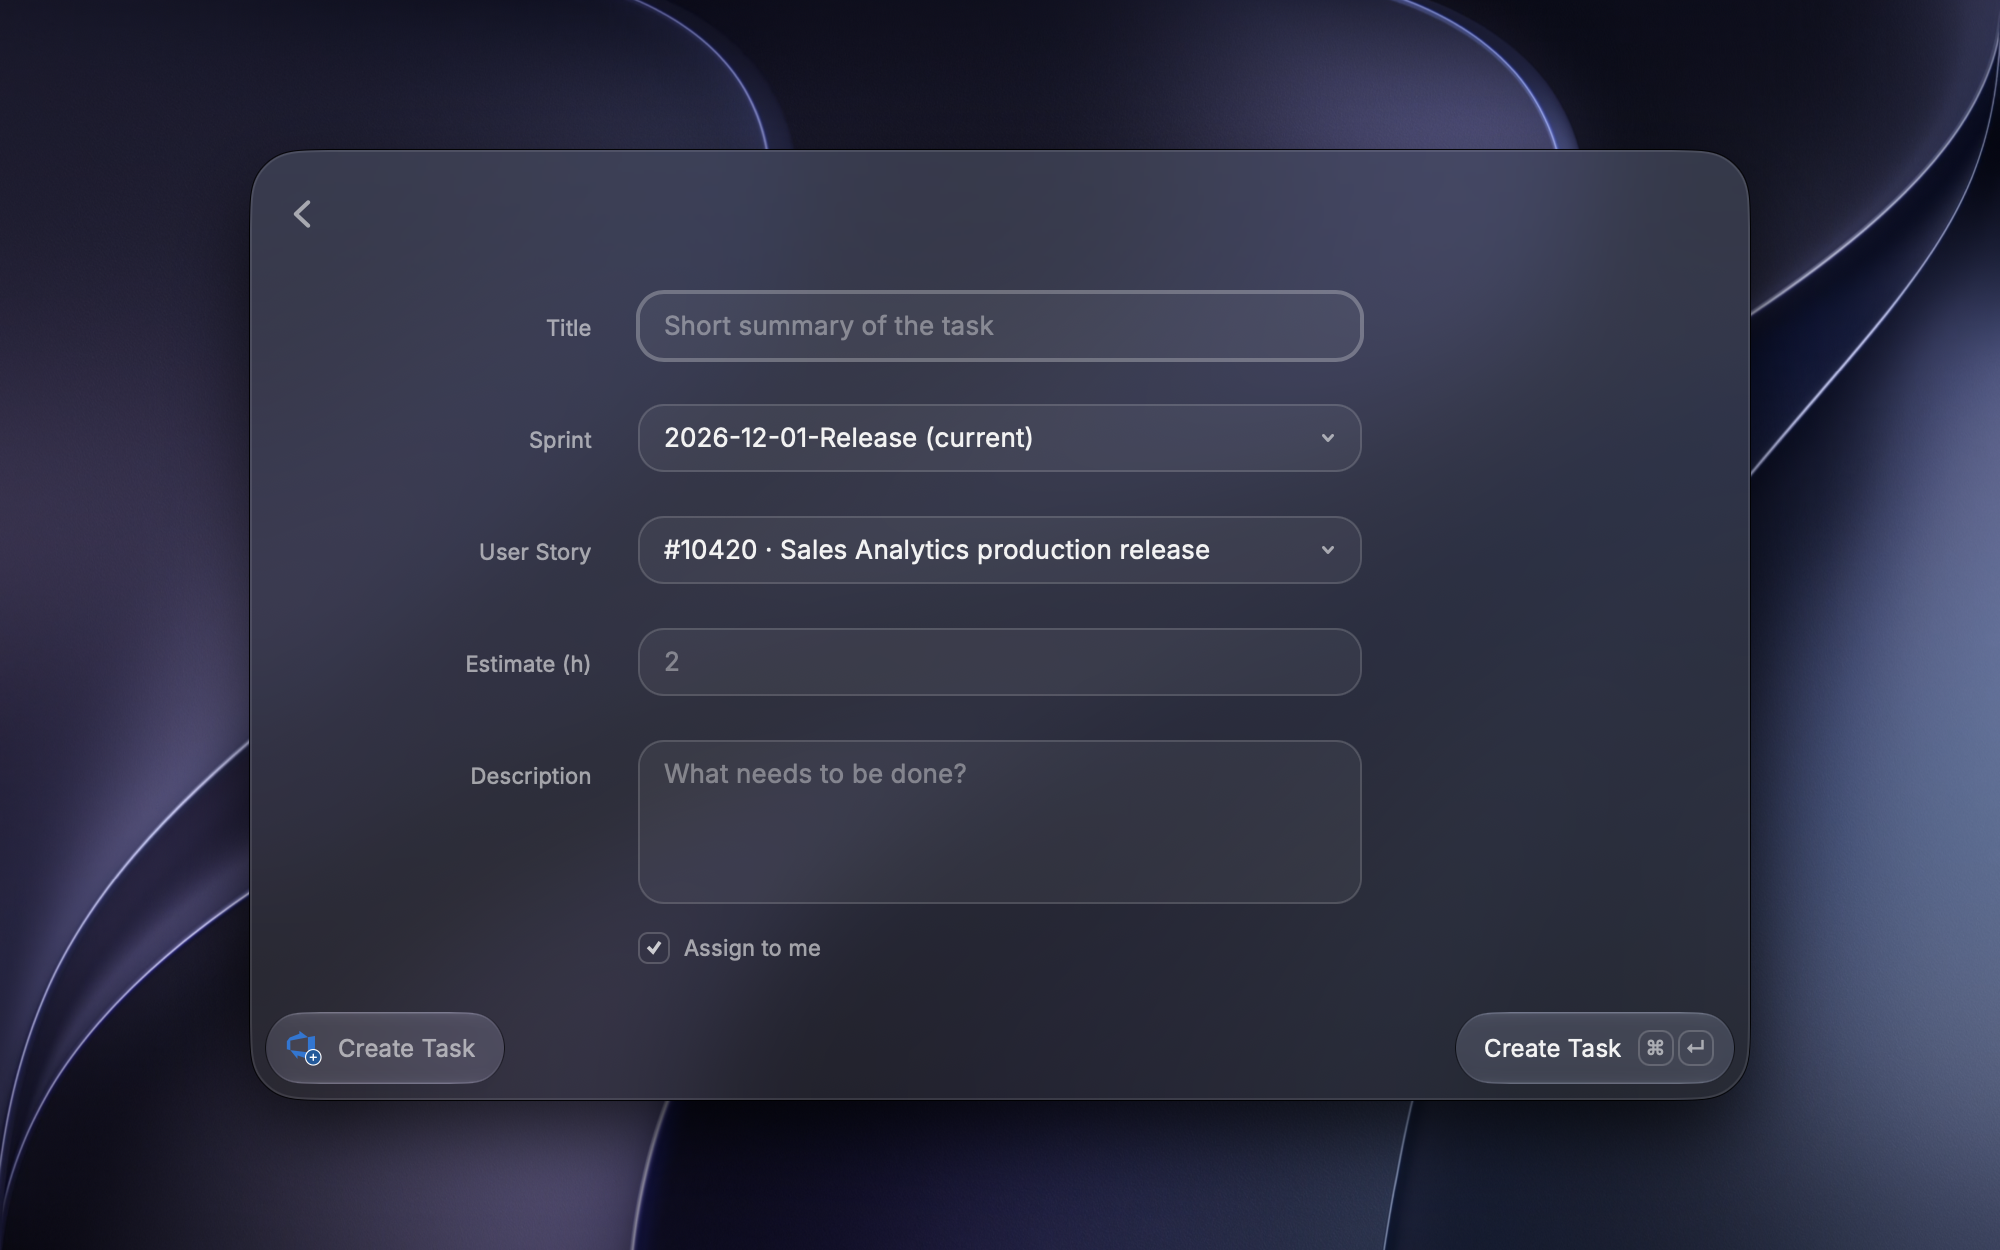 Title
Short summary of the task
Sprint
2026-12-01-Release (current)
User Story
#10420 · Sales Analytics production release
Estimate (h)
2
Description
What needs to be done?
Assign to me
Create Task
Create Task ⌘ ↵